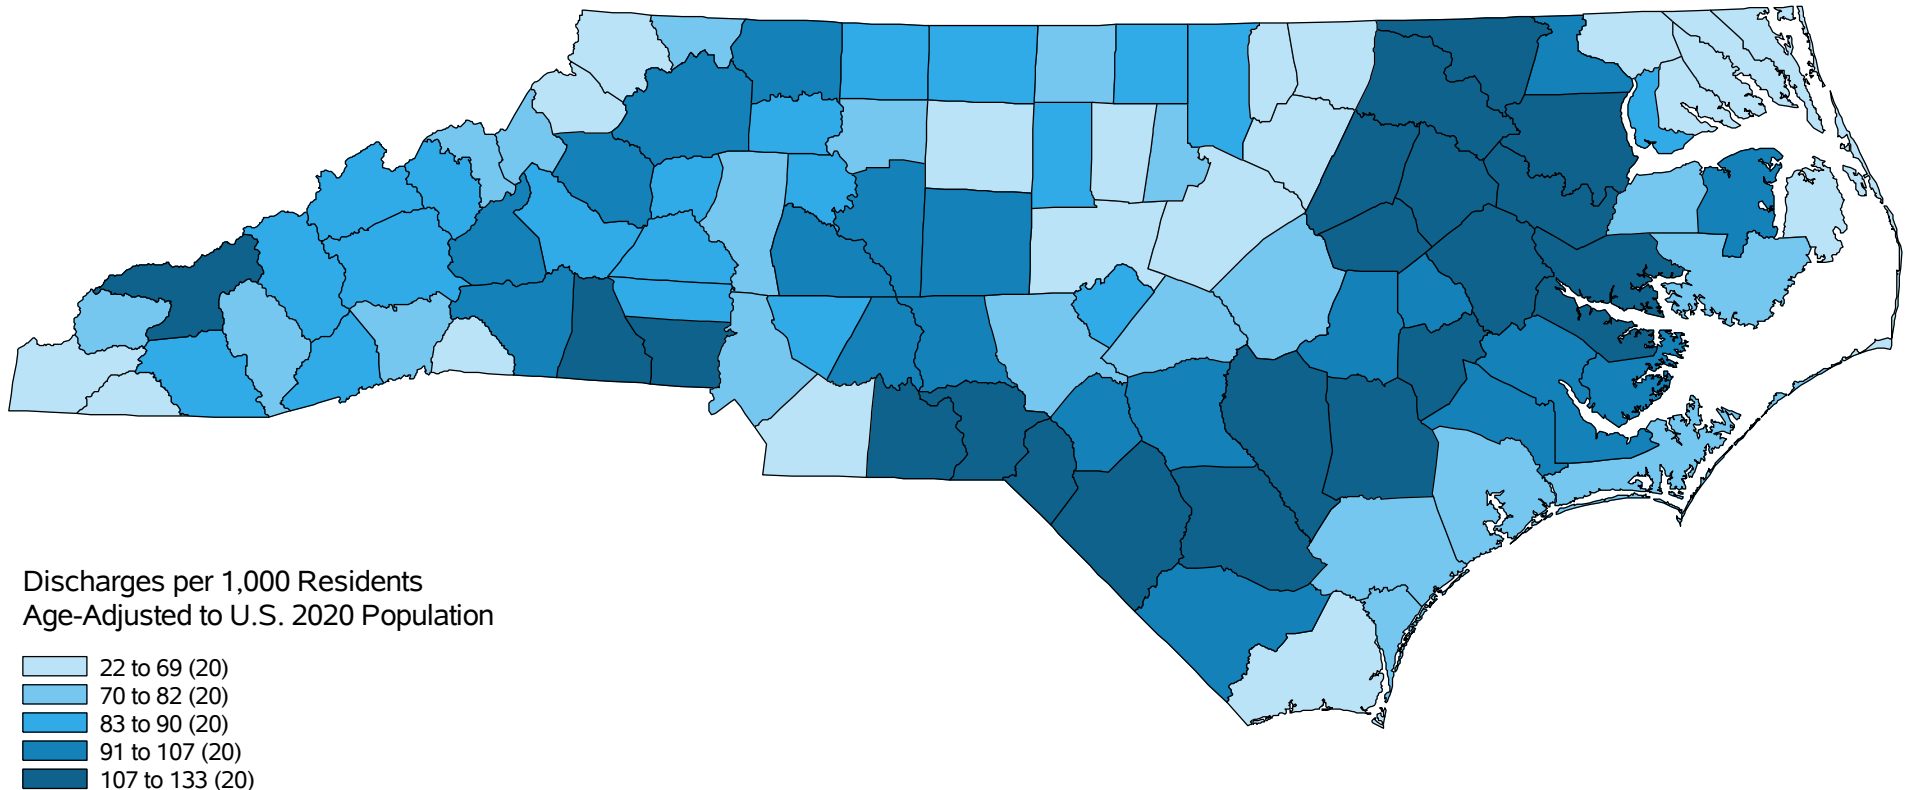 Discharges per 1,000 Residents
Age-Adjusted to U.S. 2020 Population
22 to 69 (20)
70 to 82 (20)
83 to 90 (20)
91 to 107 (20)
107 to 133 (20)